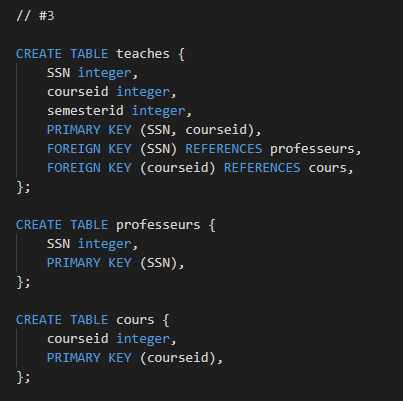 // #3
CREATE TABLE teaches {
SSN integer,
courseid integer,
semesterid integer,
PRIMARY KEY (SSN, courseid),
FOREIGN KEY (SSN) REFERENCES professeurs,
FOREIGN KEY (courseid) REFERENCES cours,
};
CREATE TABLE professeurs {
SSN integer,
PRIMARY KEY (SSN),
};
CREATE TABLE cours {
courseid integer,
PRIMARY KEY (courseid),
};